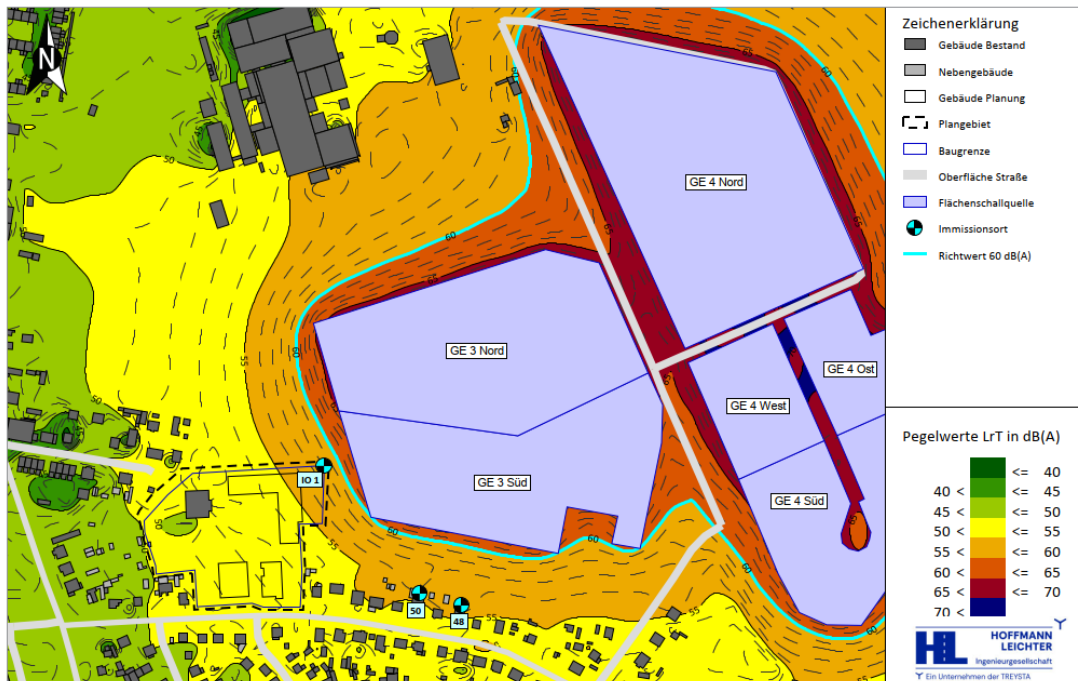 N
Zeichenerklärung
Gebäude Bestand
Nebengebäude
Gebäude Planung
Plangebiet
Baugrenze
Oberfläche Straße
Flächenschallquelle
Immissionsort
Richtwert 60 dB(A)
GE 4 Nord
GE 3 Nord
GE 4 Ost
GE 4 West
GE 3 Süd
GE 4 Süd
IO 1
50
48
45
50
55
60
65
Pegelwerte LrT in dB(A)
<= 40
40 < <= 45
45 < <= 50
50 < <= 55
55 < <= 60
60 < <= 65
65 < <= 70
70 <
HL
HOFFMANN
LEICHTER
Ingenieurgesellschaft
Ein Unternehmen der TREYSTA